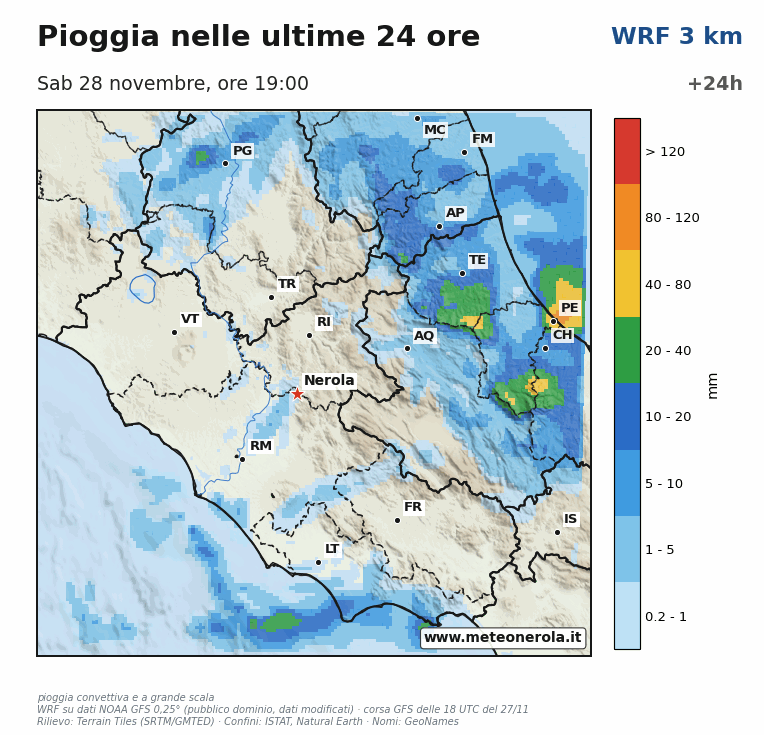 Pioggia nelle ultime 24 ore
WRF 3 km
Sab 28 novembre, ore 19:00
+24h
MC
FM
PG
AP
TE
TR
PE
VT
RI
AQ
CH
Nerola
RM
FR
IS
LT
www.meteonerola.it
> 120
80 - 120
40 - 80
20 - 40
10 - 20
5 - 10
1 - 5
0.2 - 1
mm
pioggia convettiva e a grande scala
WRF su dati NOAA GFS 0,25° (pubblico dominio, dati modificati) · corsa GFS delle 18 UTC del 27/11
Rilievo: Terrain Tiles (SRTM/GMTED) · Confini: ISTAT, Natural Earth · Nomi: GeoNames